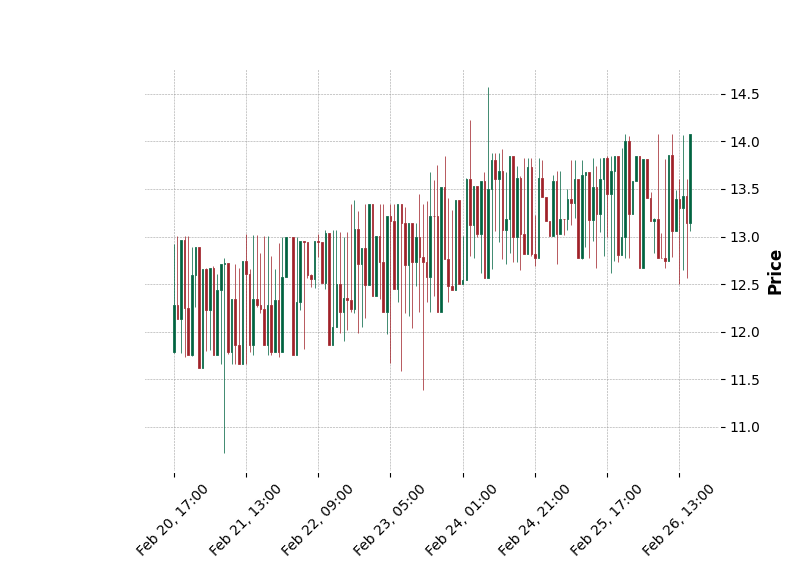 14.5
14.0
13.5
13.0
12.5
12.0
11.5
11.0
Price
Feb 20, 17:00
Feb 21, 13:00
Feb 22, 09:00
Feb 23, 05:00
Feb 24, 01:00
Feb 24, 21:00
Feb 25, 17:00
Feb 26, 13:00